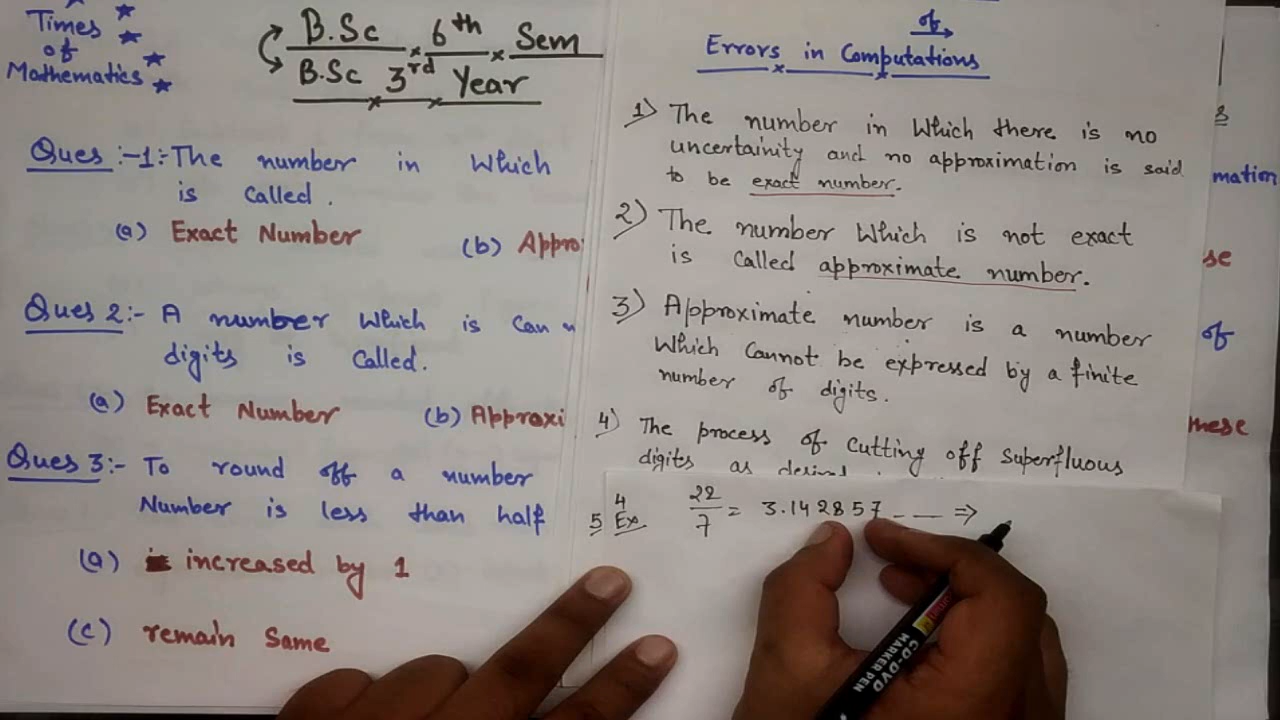 Times
of
Mathematics
B.Sc 6th Sem
B.Sc 3rd Year
Ques :-1:- The number in which
is called.
(a) Exact Number (b) Appro
Ques 2:- A number which is can
digits is called.
(a) Exact Number (b) Approxi
Ques 3:- To round off a number
Number is less than half
(a) increased by 1
(c) remain Same
of
Errors in Computations
1) The number in which there is no
uncertainity and no approximation is said
to be exact number.
2) The number which is not exact
is called approximate number.
3) Approximate number is a number
which cannot be expressed by a finite
number of digits.
4) The process of cutting off superfluous
digits as desired
4
5 Ex 22/7 = 3.142857 - — ⇒
mation
se
of
hese
CD-DVD
MARKER PEN